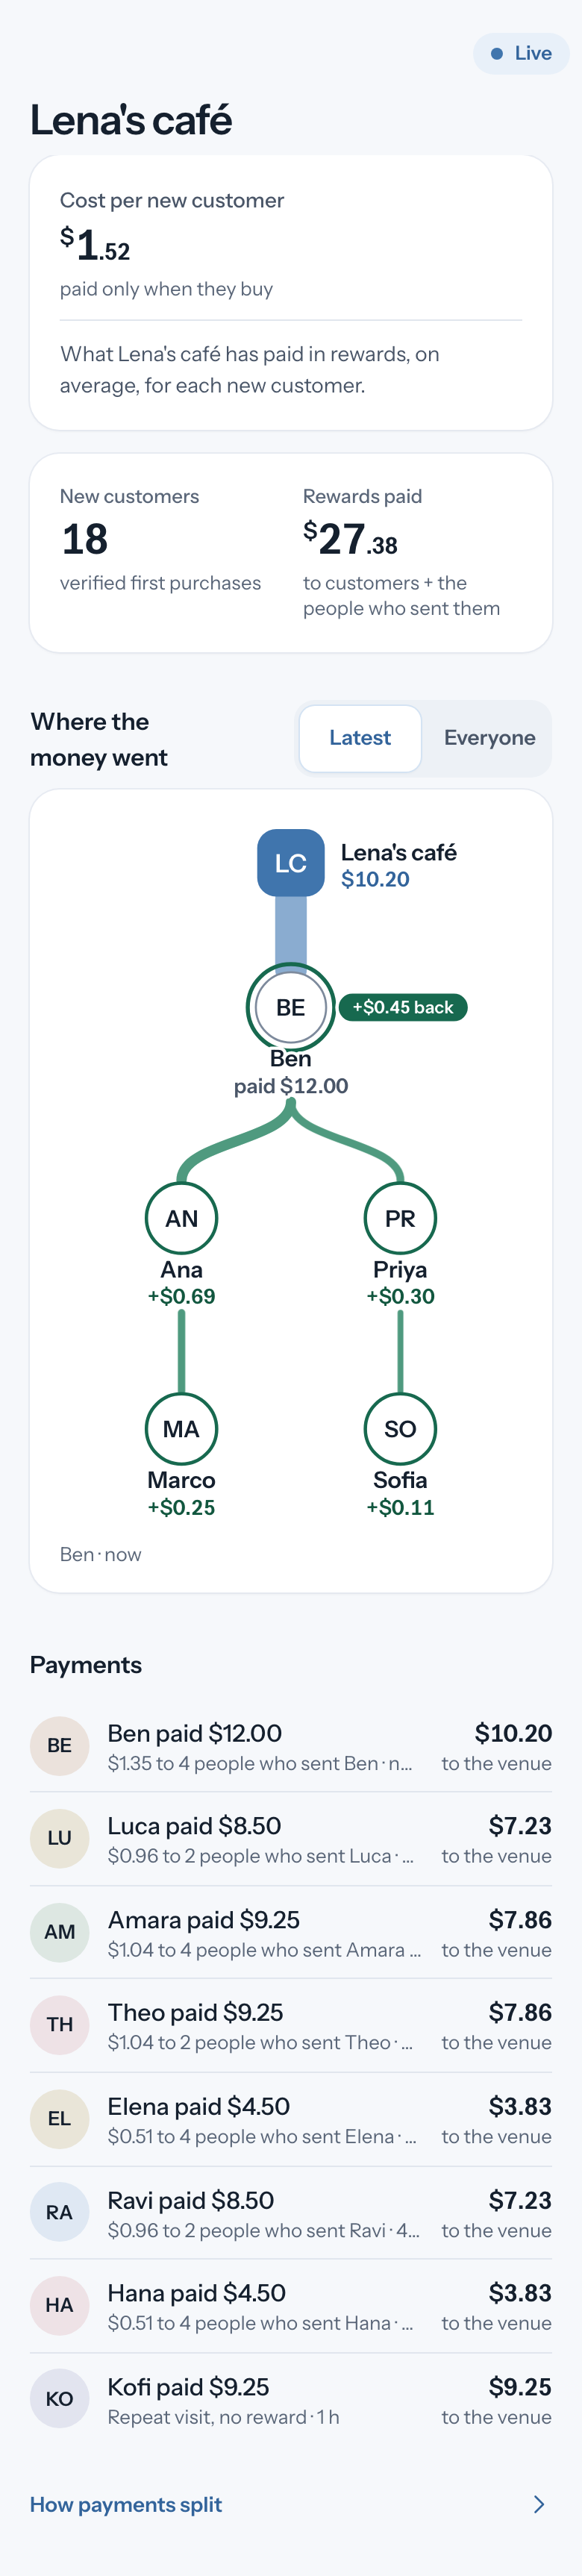 Live
Lena's café
Cost per new customer
$1.52
paid only when they buy
What Lena's café has paid in rewards, on
average, for each new customer.
New customers
18
verified first purchases
Rewards paid
$27.38
to customers + the
people who sent them
Where the
money went
Latest
Everyone
LC
Lena's café
$10.20
BE
+$0.45 back
Ben
paid $12.00
AN
PR
Ana
Priya
+$0.69
+$0.30
MA
SO
Marco
Sofia
+$0.25
+$0.11
Ben · now
Payments
BE
Ben paid $12.00
$10.20
$1.35 to 4 people who sent Ben · n...
to the venue
LU
Luca paid $8.50
$7.23
$0.96 to 2 people who sent Luca · ...
to the venue
AM
Amara paid $9.25
$7.86
$1.04 to 4 people who sent Amara ...
to the venue
TH
Theo paid $9.25
$7.86
$1.04 to 2 people who sent Theo · ...
to the venue
EL
Elena paid $4.50
$3.83
$0.51 to 4 people who sent Elena · ...
to the venue
RA
Ravi paid $8.50
$7.23
$0.96 to 2 people who sent Ravi · 4...
to the venue
HA
Hana paid $4.50
$3.83
$0.51 to 4 people who sent Hana · ...
to the venue
KO
Kofi paid $9.25
$9.25
Repeat visit, no reward · 1 h
to the venue
How payments split